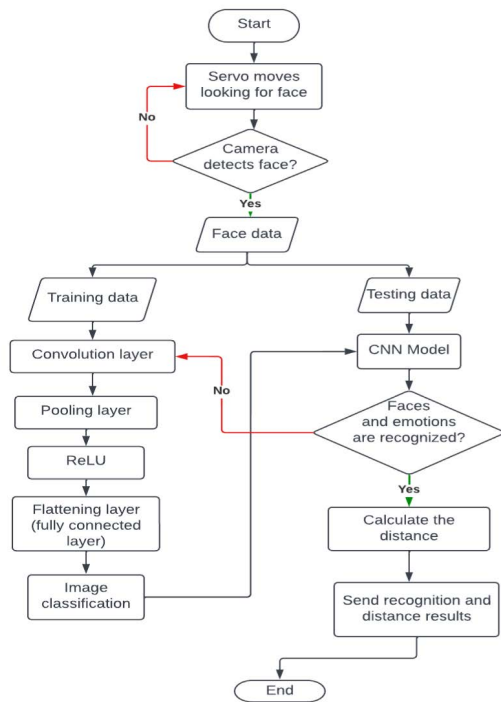 Start
Servo moves
looking for face
No
Camera
detects face?
Yes
Face data
Training data
Testing data
Convolution layer
CNN Model
No
Pooling layer
Faces
and emotions
are recognized?
ReLU
Yes
Flattening layer
(fully connected
layer)
Calculate the
distance
Image
classification
Send recognition and
distance results
End